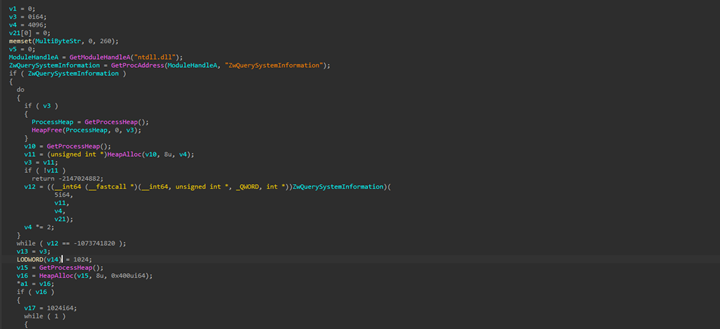 v1 = 0;
v3 = 0i64;
v4 = 4096;
v21[0] = 0;
memset(MultiByteStr, 0, 260);
v5 = 0;
ModuleHandleA = GetModuleHandleA("ntdll.dll");
ZwQuerySystemInformation = GetProcAddress(ModuleHandleA, "ZwQuerySystemInformation");
if ( ZwQuerySystemInformation )
{
do
{
if ( v3 )
{
ProcessHeap = GetProcessHeap();
HeapFree(ProcessHeap, 0, v3);
}
v10 = GetProcessHeap();
v11 = (unsigned int *)HeapAlloc(v10, 8u, v4);
v3 = v11;
if ( !v11 )
return -2147024882;
v12 = ((__int64 (__fastcall *)(__int64, unsigned int *, _QWORD, int *))ZwQuerySystemInformation)(
5i64,
v11,
v4,
v21);
v4 *= 2;
}
while ( v12 == -1073741820 );
v13 = v3;
LODWORD(v14) = 1024;
v15 = GetProcessHeap();
v16 = HeapAlloc(v15, 8u, 0x400ui64);
*a1 = v16;
if ( v16 )
{
v17 = 1024i64;
while ( 1 )
{